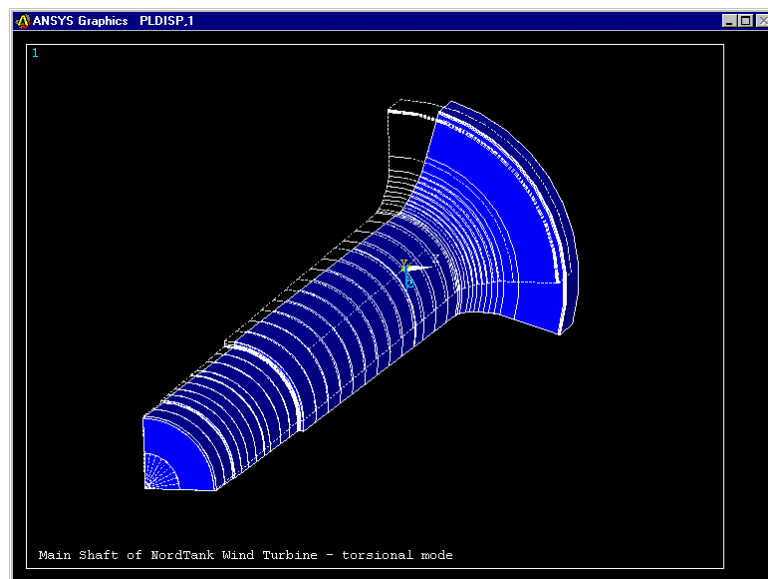 ANSYS Graphics PLDISP,1
1
Main Shaft of NordTank Wind Turbine - torsional mode